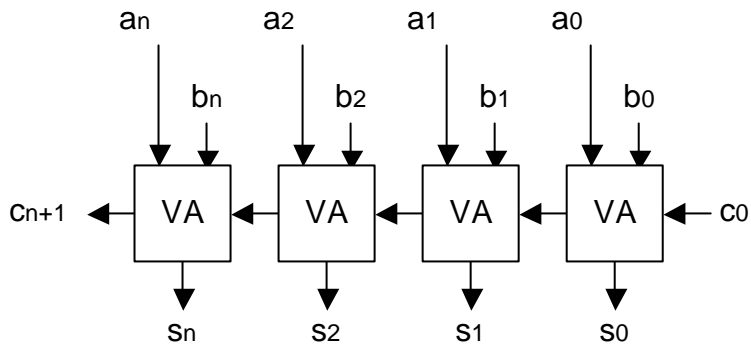 an a2 a1 a0
bn b2 b1 b0
cn+1 VA VA VA VA c0
sn s2 s1 s0